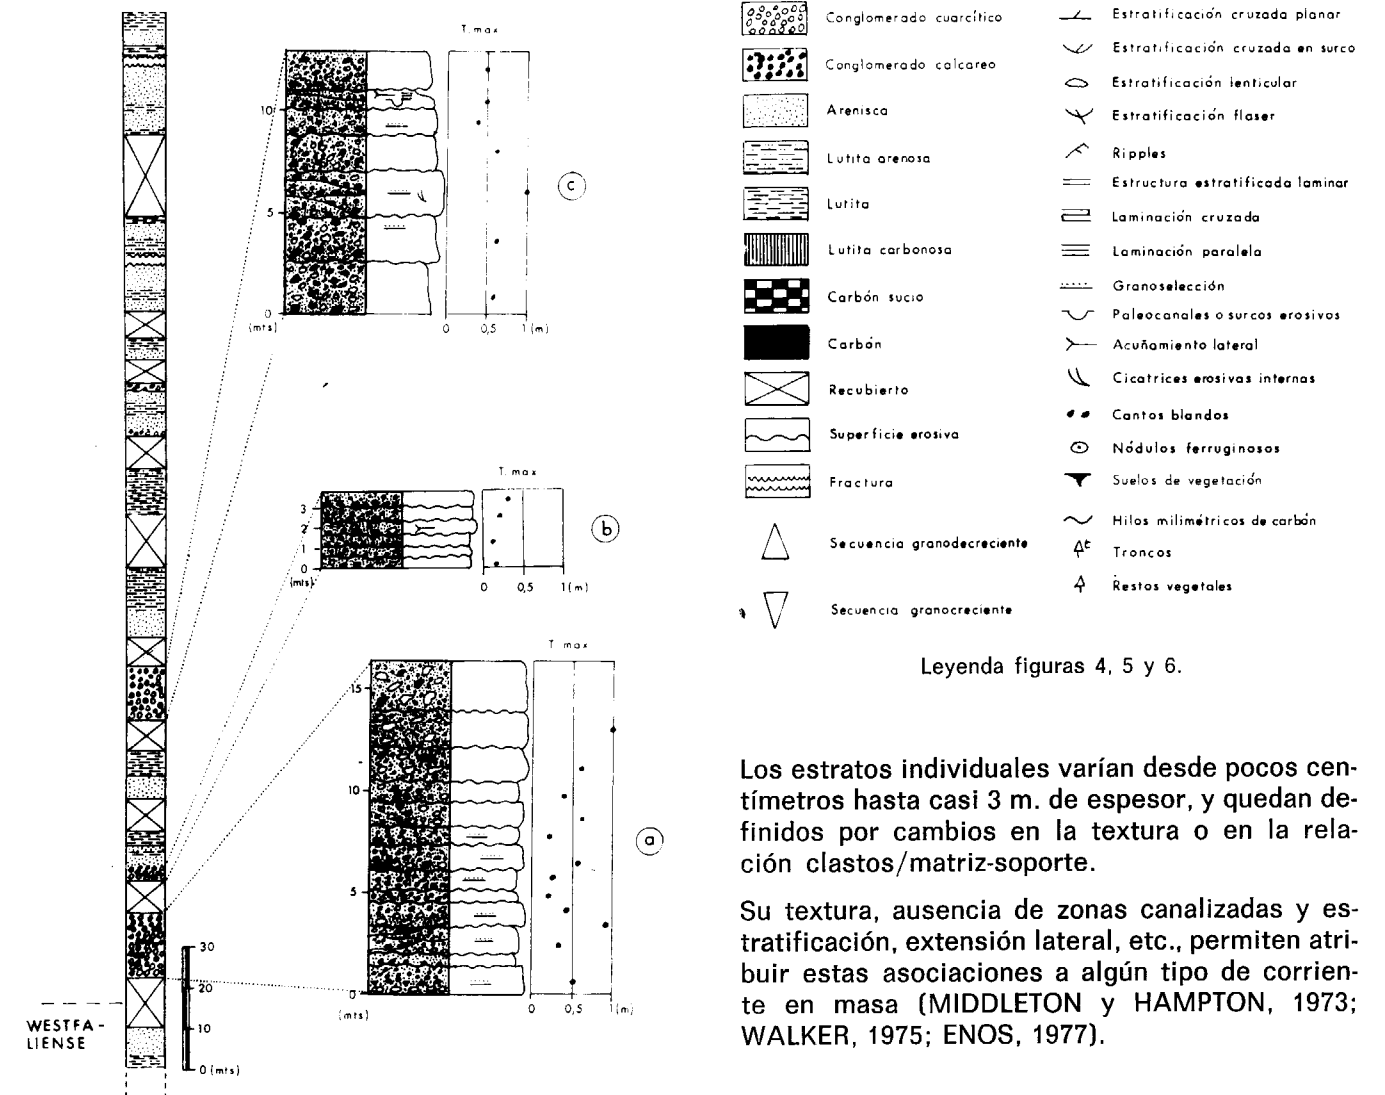 T. max
10
5
0
(mts)
0 0,5 1 (m)
c
T. max
3
2
1
0
(mts)
0 0,5 1(m)
b
T. max
15
10
5
0
(mts)
0 0,5 1(m)
a
30
20
10
0 (mts)
WESTFA-
LIENSE
Conglomerado cuarcítico
Conglomerado calcareo
Arenisca
Lutita arenosa
Lutita
Lutita carbonosa
Carbón sucio
Carbón
Recubierto
Superficie erosiva
Fractura
Secuencia granodecreciente
Secuencia granocreciente
Estratificación cruzada planar
Estratificación cruzada en surco
Estratificación lenticular
Estratificación flaser
Ripples
Estructura estratificada laminar
Laminación cruzada
Laminación paralela
Granoselección
Paleocanales o surcos erosivos
Acuñamiento lateral
Cicatrices erosivas internas
Cantos blandos
Nódulos ferruginosos
Suelos de vegetación
Hilos milimétricos de carbón
Troncos
Restos vegetales
Leyenda figuras 4, 5 y 6.
Los estratos individuales varían desde pocos cen-
tímetros hasta casi 3 m. de espesor, y quedan de-
finidos por cambios en la textura o en la rela-
ción clastos/matriz-soporte.
Su textura, ausencia de zonas canalizadas y es-
tratificación, extensión lateral, etc., permiten atri-
buir estas asociaciones a algún tipo de corrien-
te en masa (MIDDLETON y HAMPTON, 1973;
WALKER, 1975; ENOS, 1977).